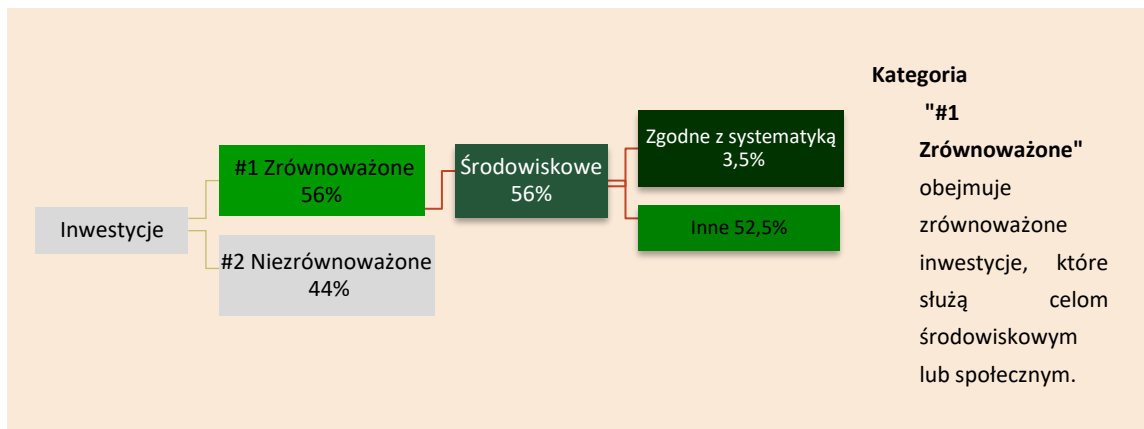 Inwestycje
#1 Zrównoważone
56%
#2 Niezrównoważone
44%
Środowiskowe
56%
Zgodne z systematyką
3,5%
Inne 52,5%
Kategoria
"#1
Zrównoważone"
obejmuje
zrównoważone
inwestycje, które
służą celom
środowiskowym
lub społecznym.